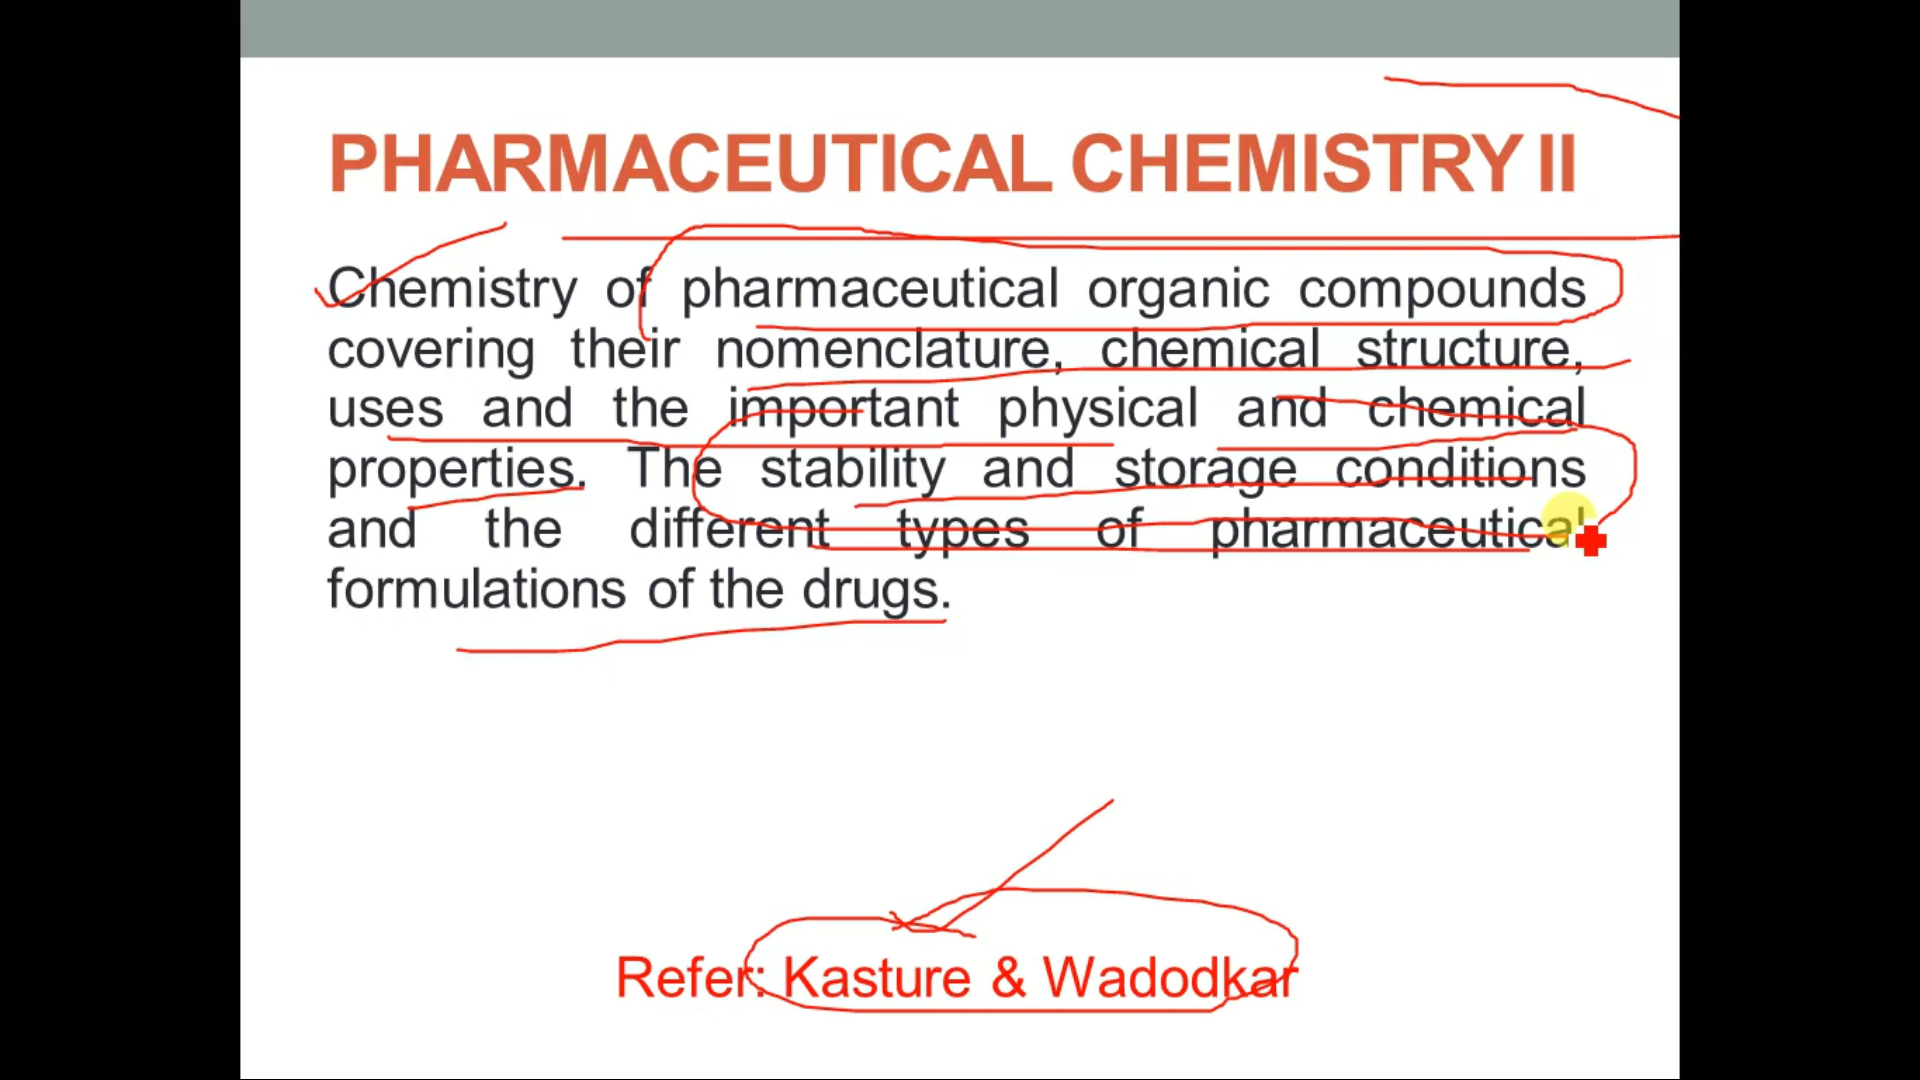 PHARMACEUTICAL CHEMISTRY II
Chemistry of pharmaceutical organic compounds
covering their nomenclature, chemical structure,
uses and the important physical and chemical
properties. The stability and storage conditions
and the different types of pharmaceutical
formulations of the drugs.
Refer: Kasture & Wadodkar